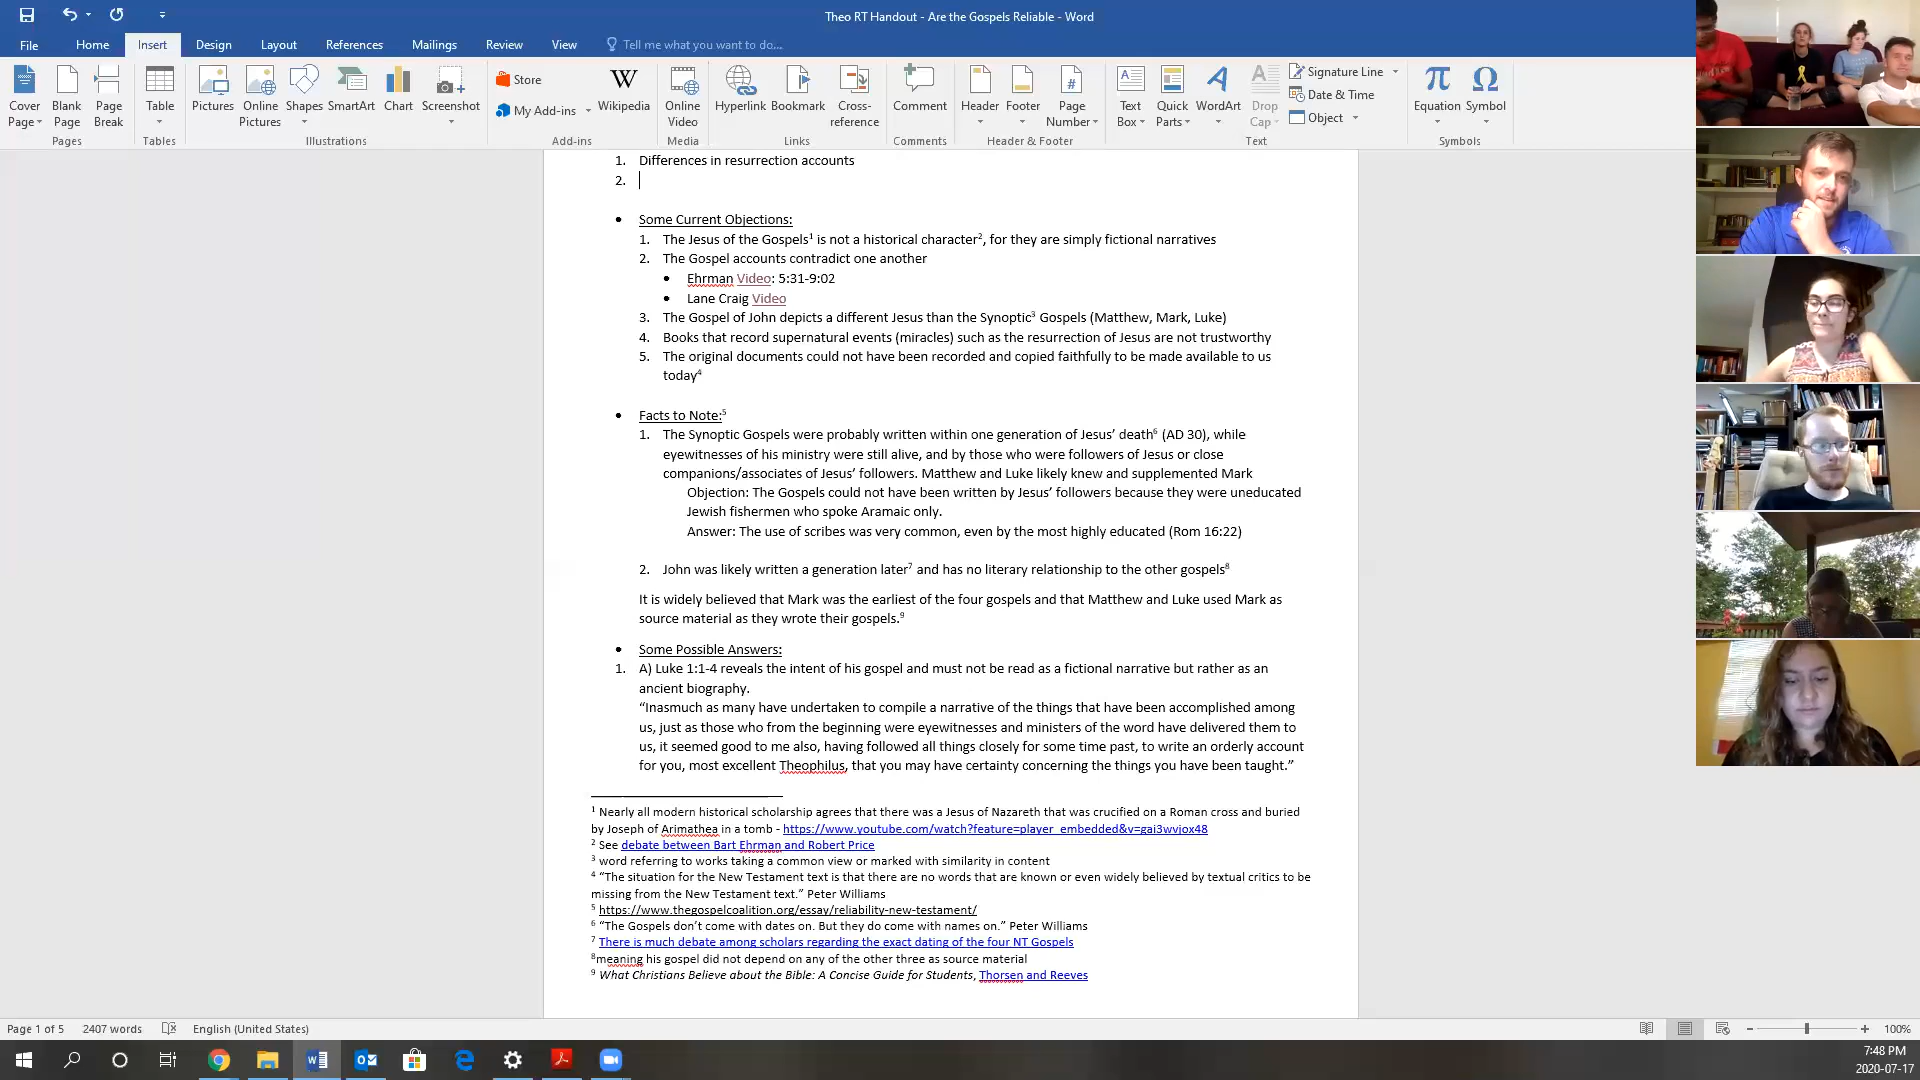 Theo RT Handout - Are the Gospels Reliable - Word
File Home Insert Design Layout References Mailings Review View Tell me what you want to do...
Cover Page Blank Page Page Break Table Pictures Online Pictures Shapes SmartArt Chart Screenshot Store My Add-ins Wikipedia Online Video Hyperlink Bookmark Cross-reference Comment Header Footer Page Number Text Box Quick Parts WordArt Drop Cap Signature Line Date & Time Object Equation Symbol
Pages Tables Illustrations Add-ins Media Links Comments Header & Footer Text Symbols
1. Differences in resurrection accounts
2.
• Some Current Objections:
1. The Jesus of the Gospels¹ is not a historical character², for they are simply fictional narratives
2. The Gospel accounts contradict one another
• Ehrman Video: 5:31-9:02
• Lane Craig Video
3. The Gospel of John depicts a different Jesus than the Synoptic³ Gospels (Matthew, Mark, Luke)
4. Books that record supernatural events (miracles) such as the resurrection of Jesus are not trustworthy
5. The original documents could not have been recorded and copied faithfully to be made available to us
today⁴
• Facts to Note:⁵
1. The Synoptic Gospels were probably written within one generation of Jesus’ death⁶ (AD 30), while
eyewitnesses of his ministry were still alive, and by those who were followers of Jesus or close
companions/associates of Jesus’ followers. Matthew and Luke likely knew and supplemented Mark
Objection: The Gospels could not have been written by Jesus’ followers because they were uneducated
Jewish fishermen who spoke Aramaic only.
Answer: The use of scribes was very common, even by the most highly educated (Rom 16:22)
2. John was likely written a generation later⁷ and has no literary relationship to the other gospels⁸
It is widely believed that Mark was the earliest of the four gospels and that Matthew and Luke used Mark as
source material as they wrote their gospels.⁹
• Some Possible Answers:
1. A) Luke 1:1-4 reveals the intent of his gospel and must not be read as a fictional narrative but rather as an
ancient biography.
“Inasmuch as many have undertaken to compile a narrative of the things that have been accomplished among
us, just as those who from the beginning were eyewitnesses and ministers of the word have delivered them to
us, it seemed good to me also, having followed all things closely for some time past, to write an orderly account
for you, most excellent Theophilus, that you may have certainty concerning the things you have been taught.”
¹ Nearly all modern historical scholarship agrees that there was a Jesus of Nazareth that was crucified on a Roman cross and buried
by Joseph of Arimathea in a tomb - https://www.youtube.com/watch?feature=player_embedded&v=gai3wvjox48
² See debate between Bart Ehrman and Robert Price
³ word referring to works taking a common view or marked with similarity in content
⁴ “The situation for the New Testament text is that there are no words that are known or even widely believed by textual critics to be
missing from the New Testament text.” Peter Williams
⁵ https://www.thegospelcoalition.org/essay/reliability-new-testament/
⁶ “The Gospels don’t come with dates on. But they do come with names on.” Peter Williams
⁷ There is much debate among scholars regarding the exact dating of the four NT Gospels
⁸meaning his gospel did not depend on any of the other three as source material
⁹ What Christians Believe about the Bible: A Concise Guide for Students, Thorsen and Reeves
Page 1 of 5 2407 words English (United States) 100%
7:48 PM
2020-07-17